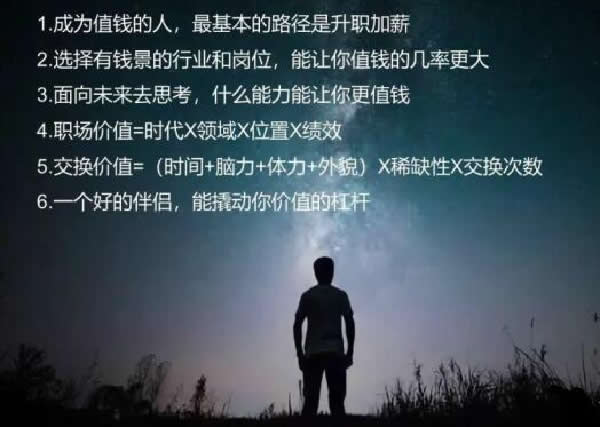 1.成为值钱的人，最基本的路径是升职加薪
2.选择有钱景的行业和岗位，能让你值钱的几率更大
3.面向未来去思考，什么能力能让你更值钱
4.职场价值=时代X领域X位置X绩效
5.交换价值=（时间+脑力+体力+外貌）X稀缺性X交换次数
6.一个好的伴侣，能撬动你价值的杠杆